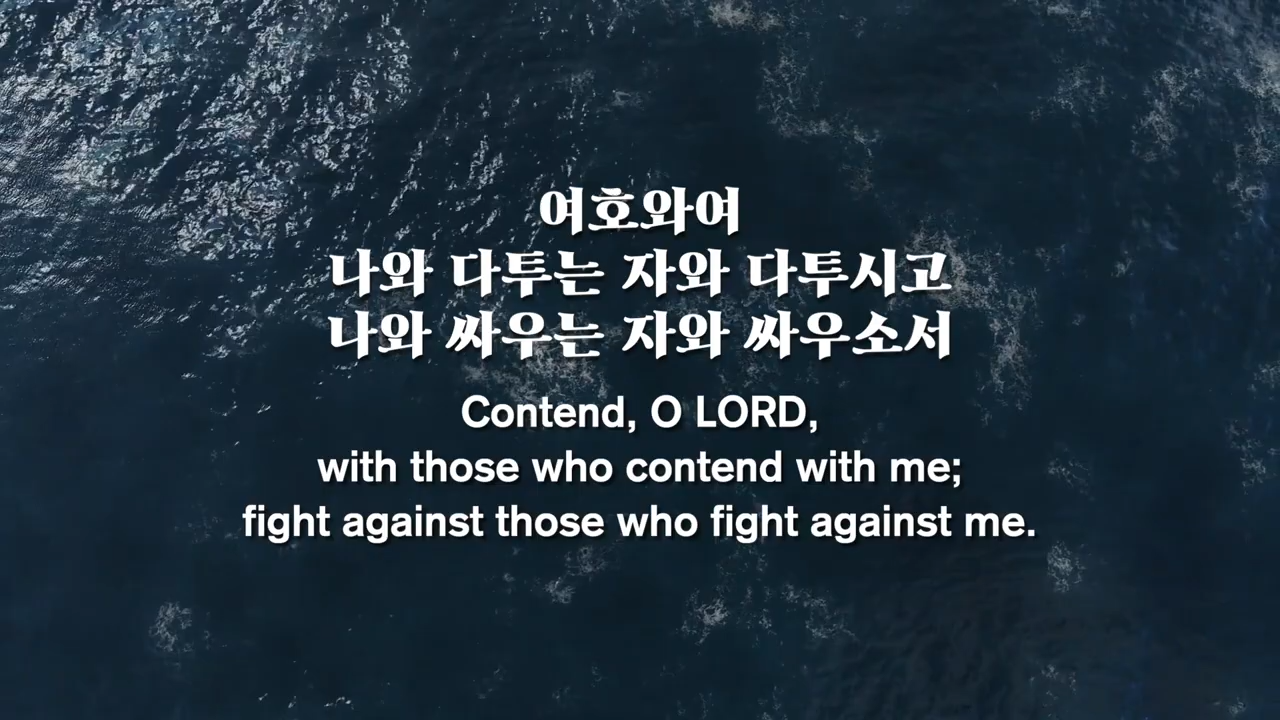 여호와여
나와 다투는 자와 다투시고
나와 싸우는 자와 싸우소서
Contend, O LORD,
with those who contend with me;
fight against those who fight against me.